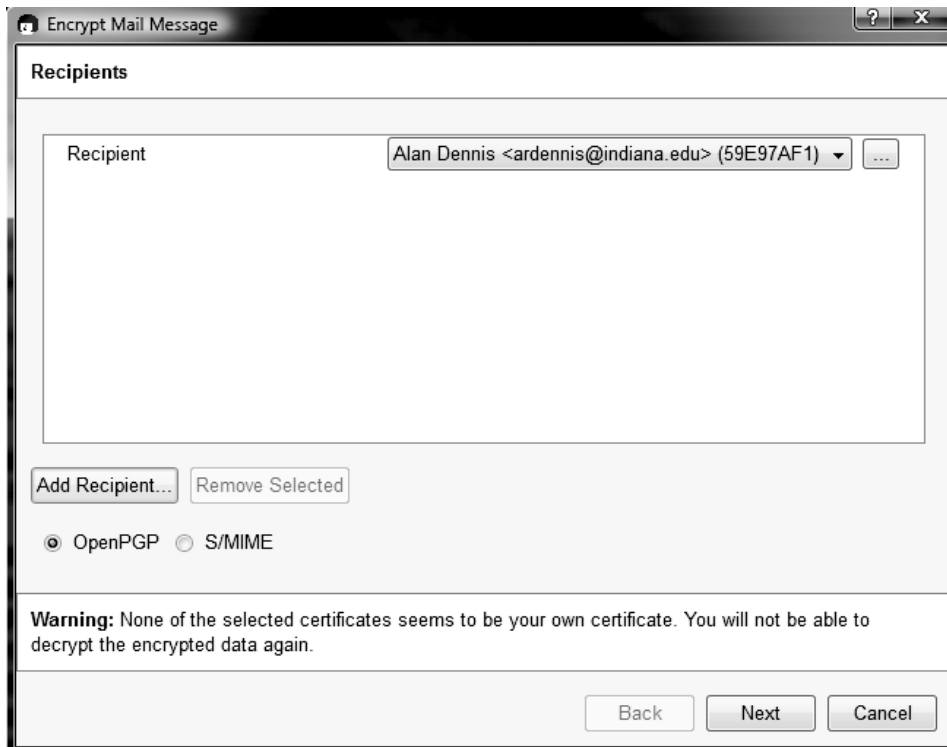 Encrypt Mail Message
? X
Recipients
Recipient Alan Dennis <ardennis@indiana.edu> (59E97AF1) ...
Add Recipient... Remove Selected
OpenPGP S/MIME
Warning: None of the selected certificates seems to be your own certificate. You will not be able to
decrypt the encrypted data again.
Back Next Cancel